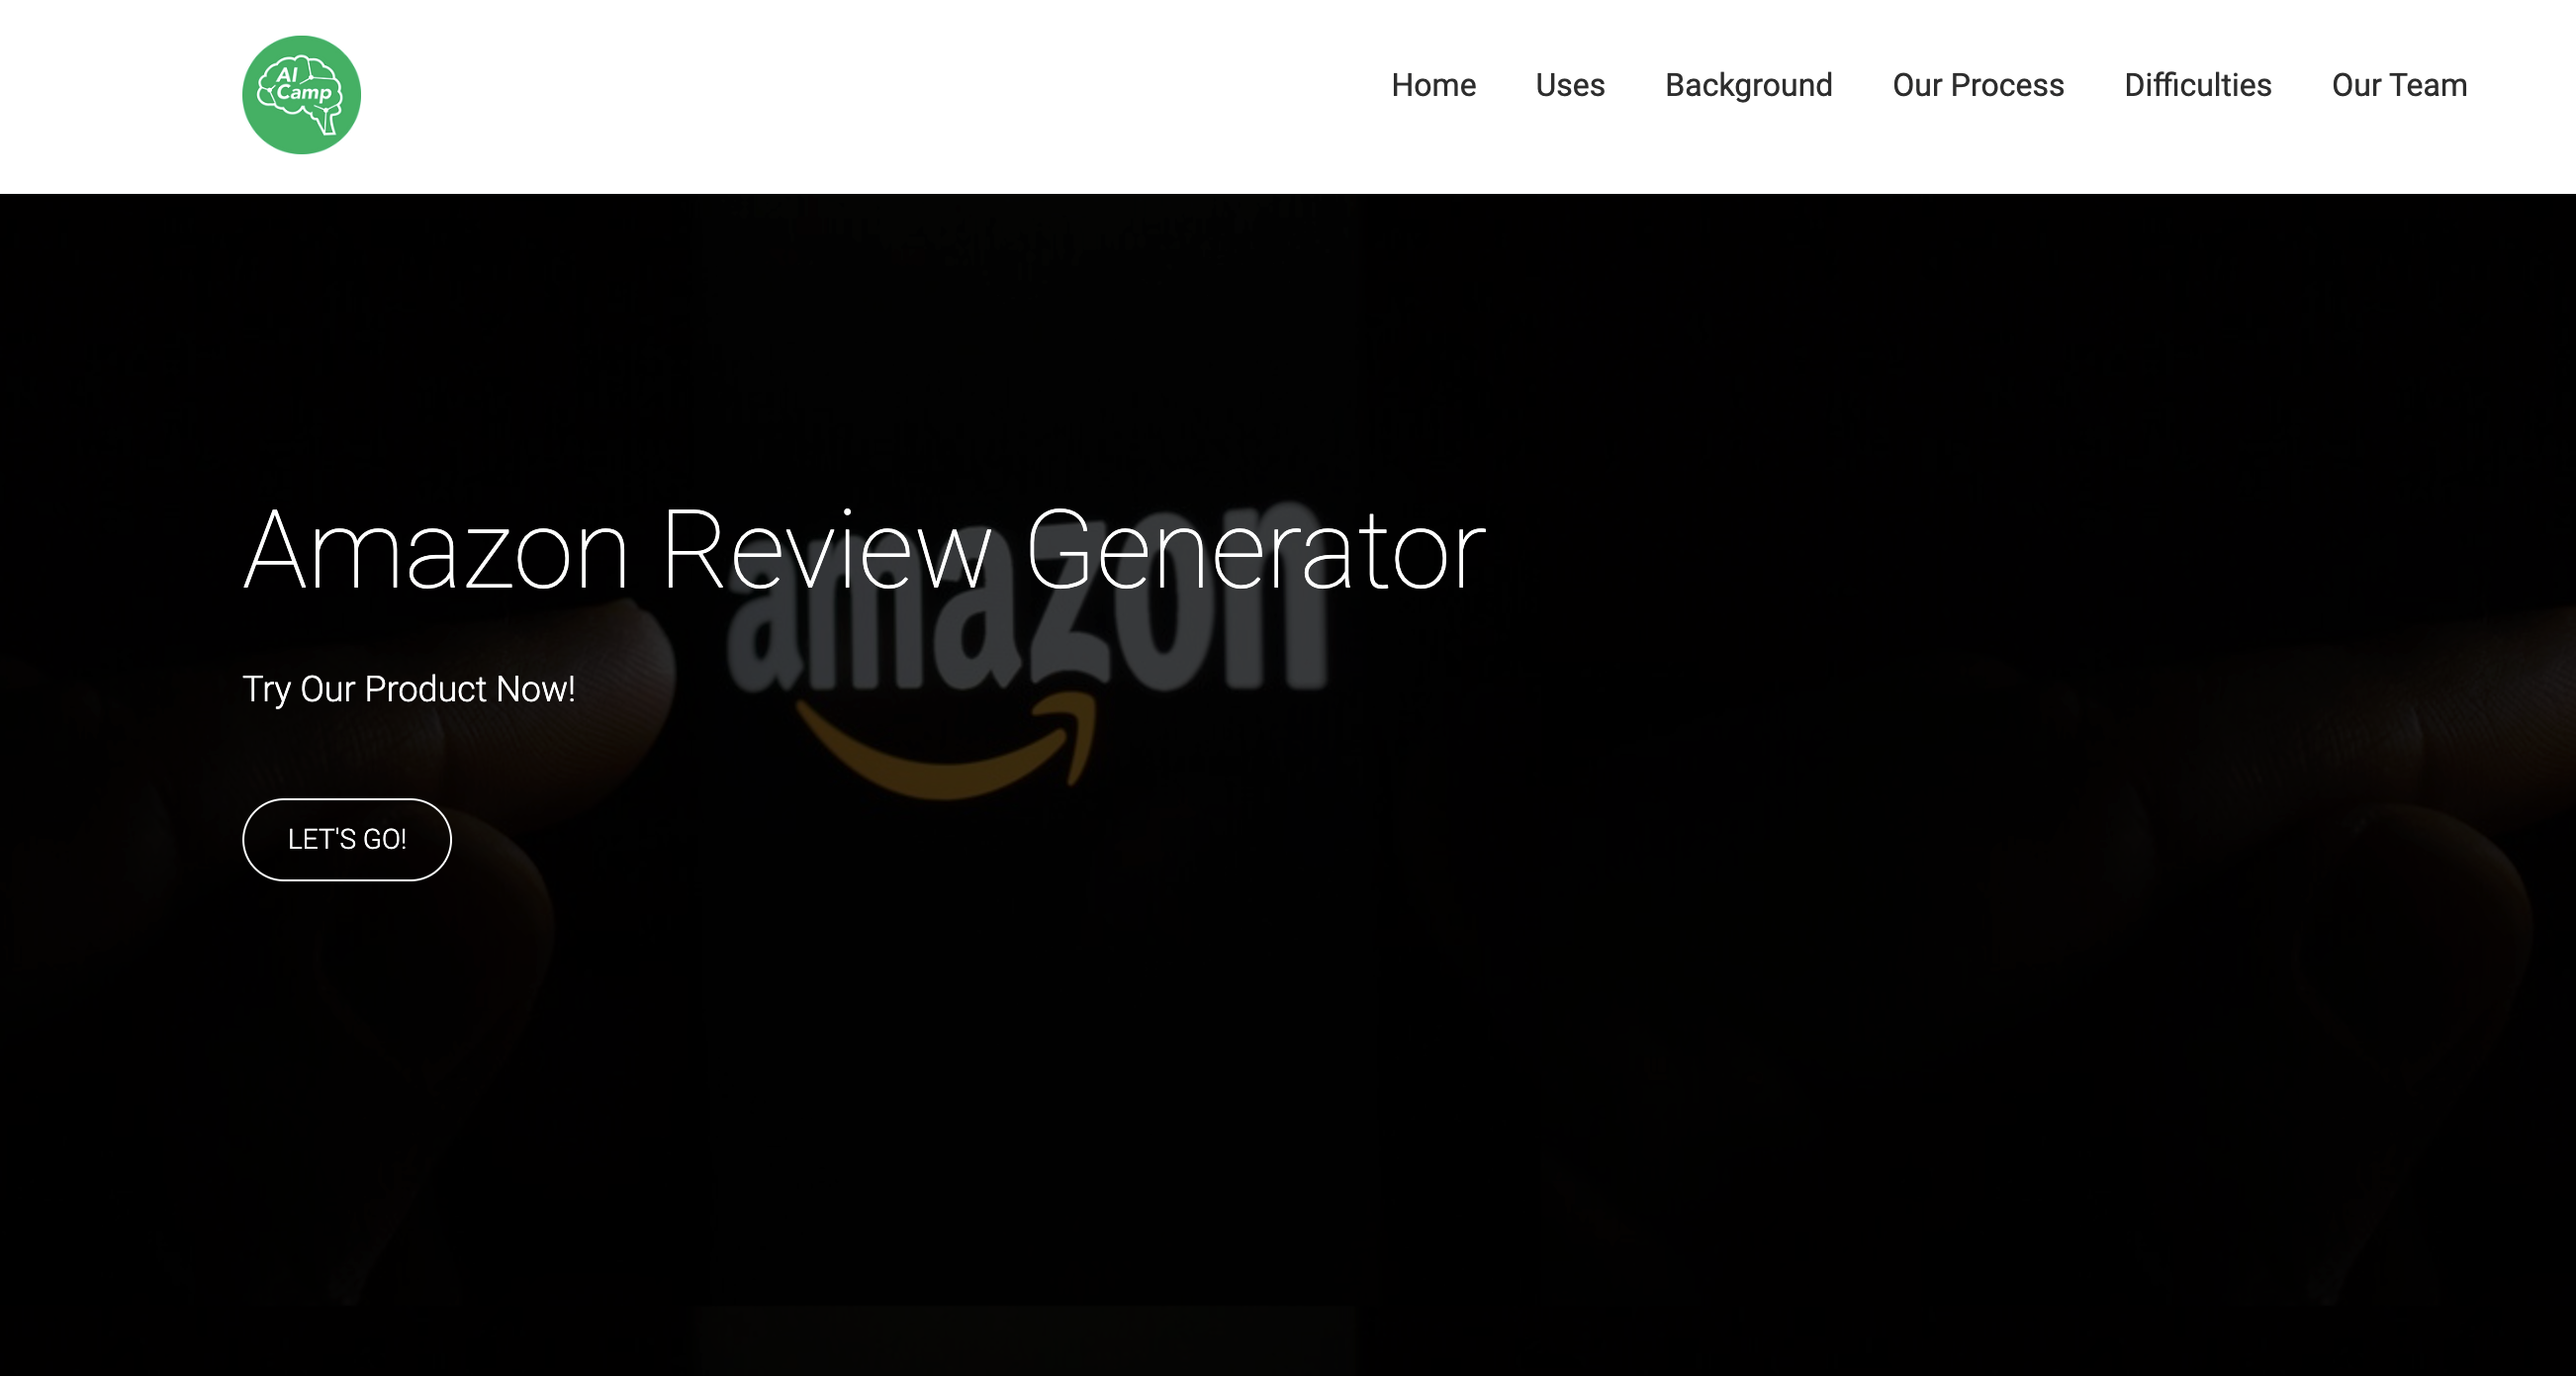 AI
Camp
Home Uses Background Our Process Difficulties Our Team
Amazon Review Generator
amazon
Try Our Product Now!
LET'S GO!